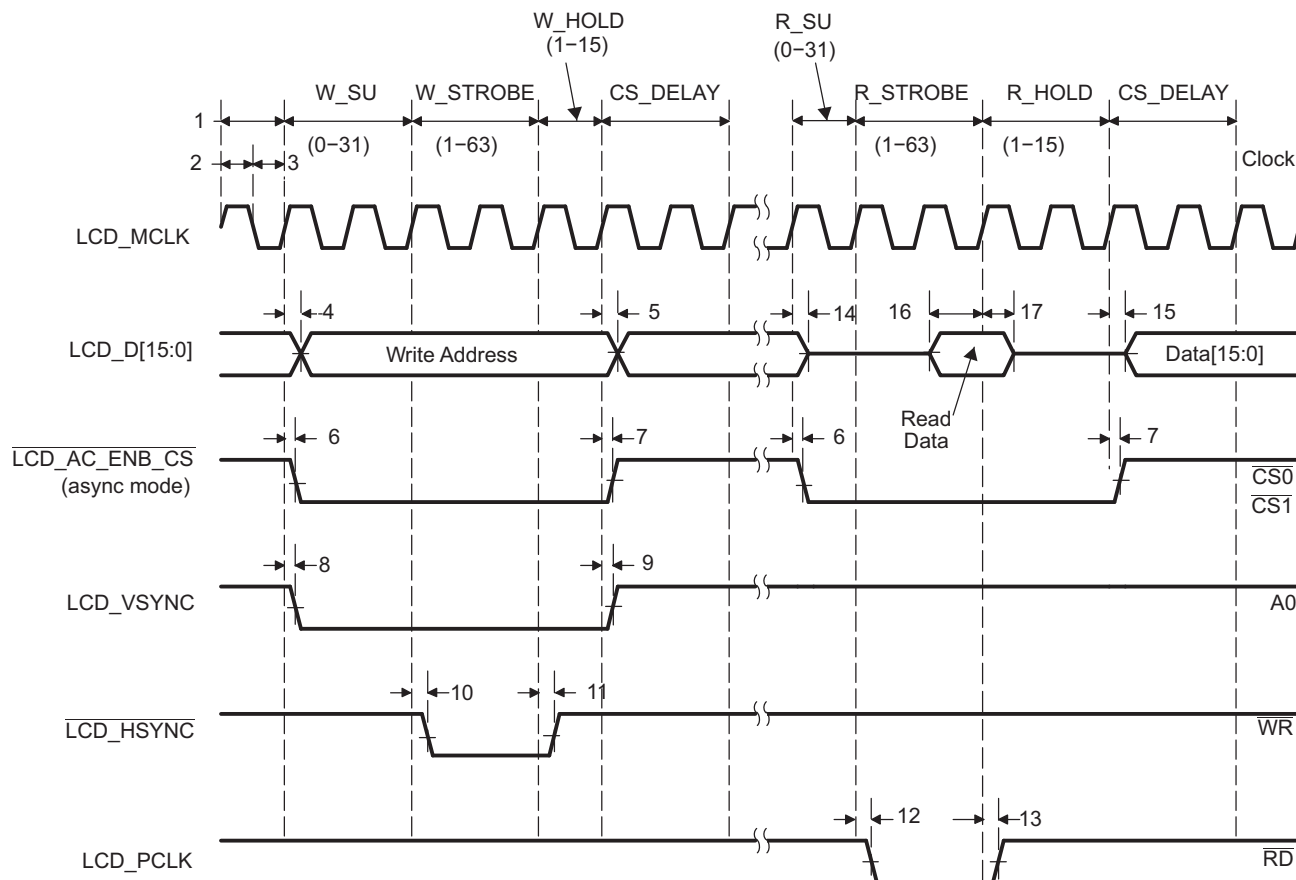 W_HOLD
(1−15)
R_SU
(0−31)
W_SU
W_STROBE
CS_DELAY
R_STROBE
R_HOLD
CS_DELAY
1
(0−31)
(1−63)
(1−63)
(1−15)
2
3
Clock
LCD_MCLK
4
5
14
16
17
15
LCD_D[15:0]
Write Address
Data[15:0]
Read
Data
6
7
6
7
LCD_AC_ENB_CS
(async mode)
CS0
CS1
8
9
LCD_VSYNC
A0
10
11
LCD_HSYNC
WR
12
13
LCD_PCLK
RD